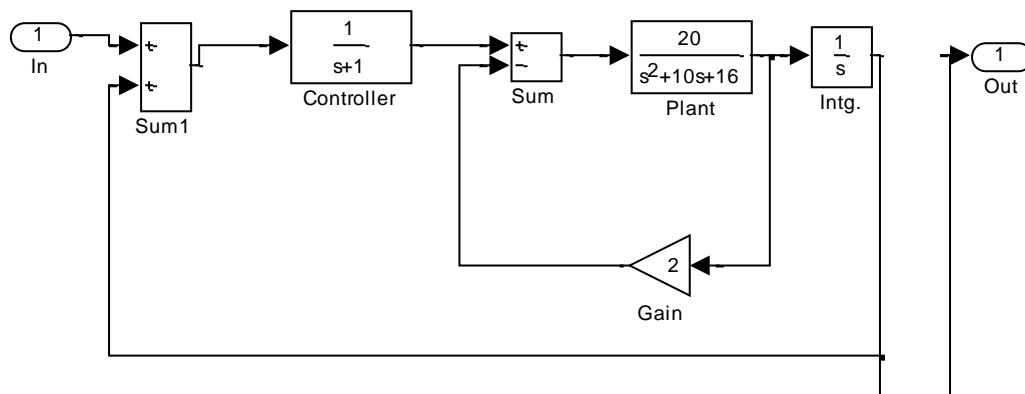 1
In
+
+
Sum1
1
s+1
Controller
+
−
Sum
20
s2+10s+16
Plant
1
s
Intg.
1
Out
2
Gain